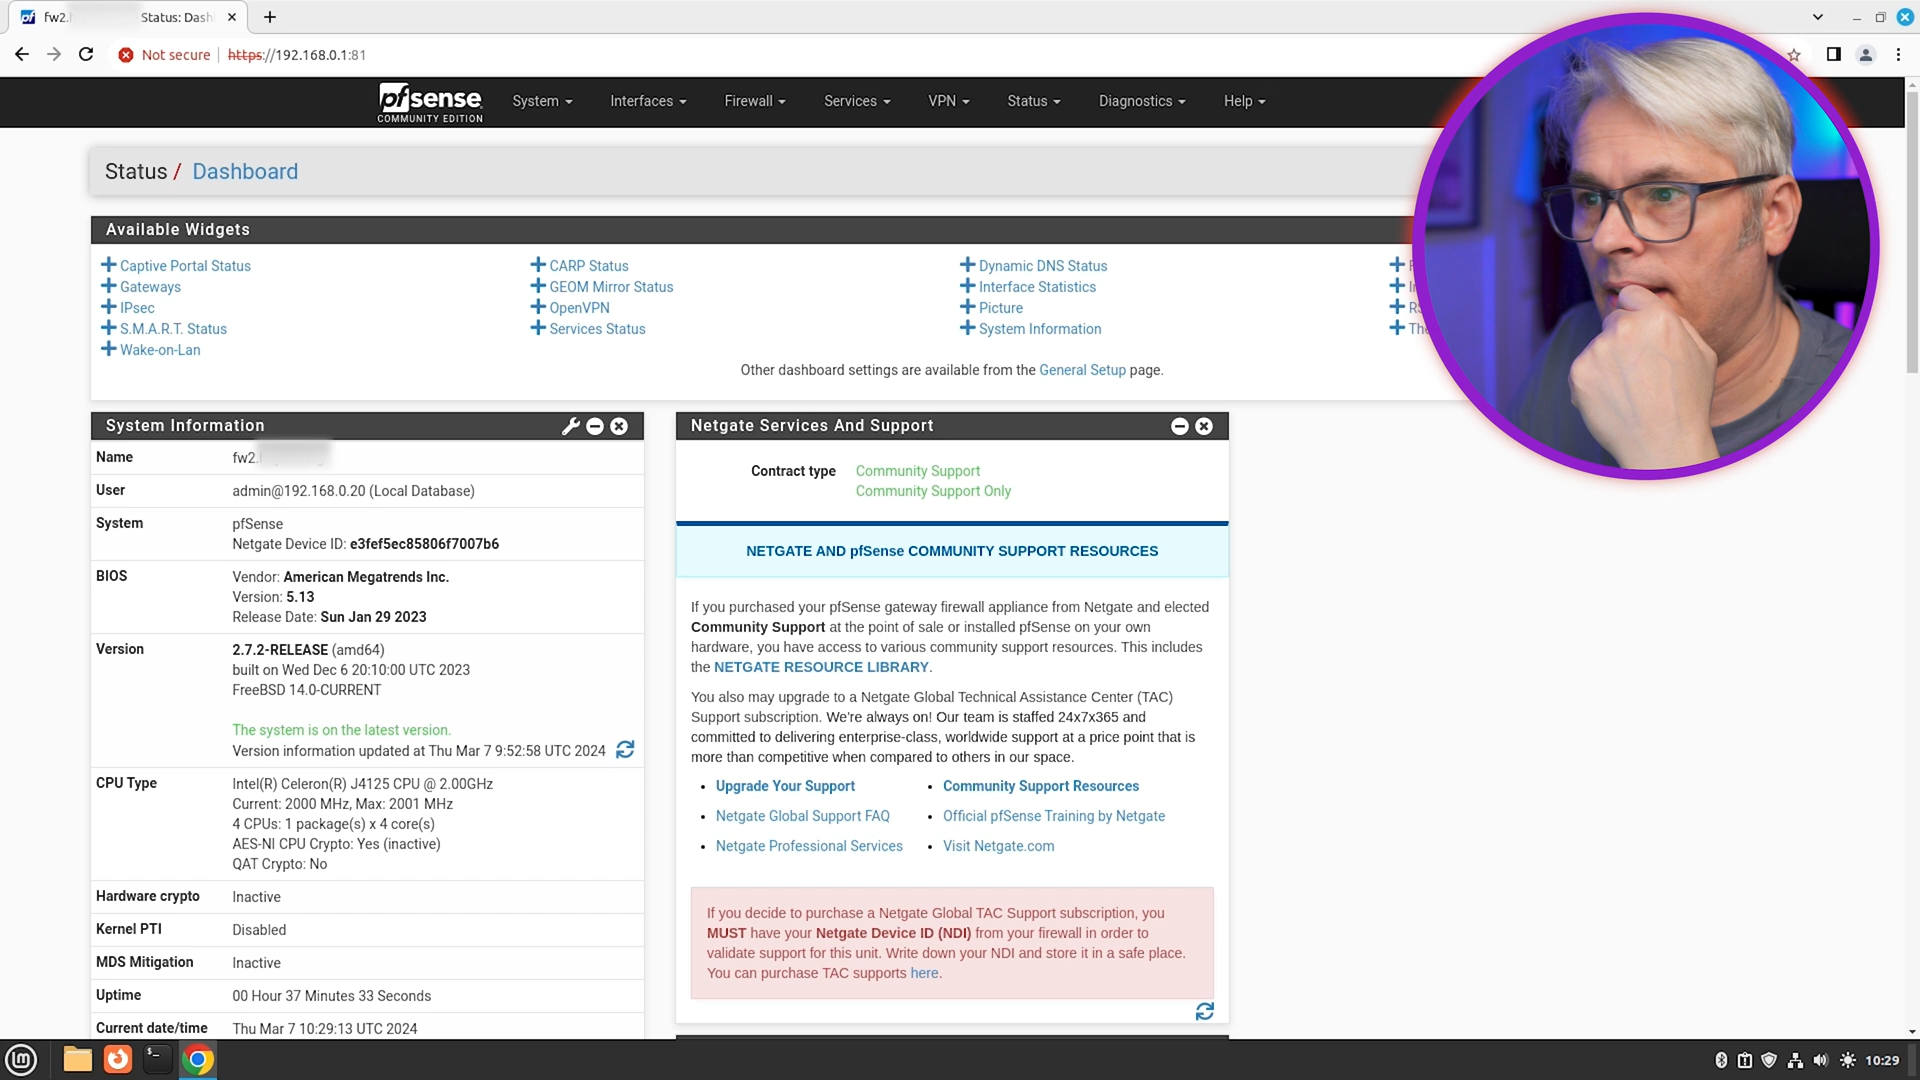 fw2. Status: Dash
Not secure https://192.168.0.1:81
pfsense
COMMUNITY EDITION
System Interfaces Firewall Services VPN Status Diagnostics Help
Status / Dashboard
Available Widgets
Captive Portal Status CARP Status Dynamic DNS Status
Gateways GEOM Mirror Status Interface Statistics
IPsec OpenVPN Picture
S.M.A.R.T. Status Services Status System Information
Wake-on-Lan
Other dashboard settings are available from the General Setup page.
System Information
Name fw2.
User admin@192.168.0.20 (Local Database)
System pfSense
Netgate Device ID: e3fef5ec85806f7007b6
BIOS Vendor: American Megatrends Inc.
Version: 5.13
Release Date: Sun Jan 29 2023
Version 2.7.2-RELEASE (amd64)
built on Wed Dec 6 20:10:00 UTC 2023
FreeBSD 14.0-CURRENT
The system is on the latest version.
Version information updated at Thu Mar 7 9:52:58 UTC 2024
CPU Type Intel(R) Celeron(R) J4125 CPU @ 2.00GHz
Current: 2000 MHz, Max: 2001 MHz
4 CPUs: 1 package(s) x 4 core(s)
AES-NI CPU Crypto: Yes (inactive)
QAT Crypto: No
Hardware crypto Inactive
Kernel PTI Disabled
MDS Mitigation Inactive
Uptime 00 Hour 37 Minutes 33 Seconds
Current date/time Thu Mar 7 10:29:13 UTC 2024
Netgate Services And Support
Contract type Community Support
Community Support Only
NETGATE AND pfSense COMMUNITY SUPPORT RESOURCES
If you purchased your pfSense gateway firewall appliance from Netgate and elected
Community Support at the point of sale or installed pfSense on your own
hardware, you have access to various community support resources. This includes
the NETGATE RESOURCE LIBRARY.
You also may upgrade to a Netgate Global Technical Assistance Center (TAC)
Support subscription. We're always on! Our team is staffed 24x7x365 and
committed to delivering enterprise-class, worldwide support at a price point that is
more than competitive when compared to others in our space.
Upgrade Your Support Community Support Resources
Netgate Global Support FAQ Official pfSense Training by Netgate
Netgate Professional Services Visit Netgate.com
If you decide to purchase a Netgate Global TAC Support subscription, you
MUST have your Netgate Device ID (NDI) from your firewall in order to
validate support for this unit. Write down your NDI and store it in a safe place.
You can purchase TAC supports here.
10:29